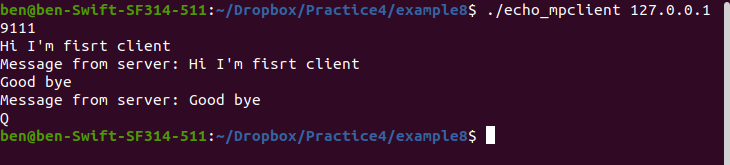 ben@ben-Swift-SF314-511:~/Dropbox/Practice4/example8$ ./echo_mpclient 127.0.0.1
9111
Hi I'm fisrt client
Message from server: Hi I'm fisrt client
Good bye
Message from server: Good bye
Q
ben@ben-Swift-SF314-511:~/Dropbox/Practice4/example8$